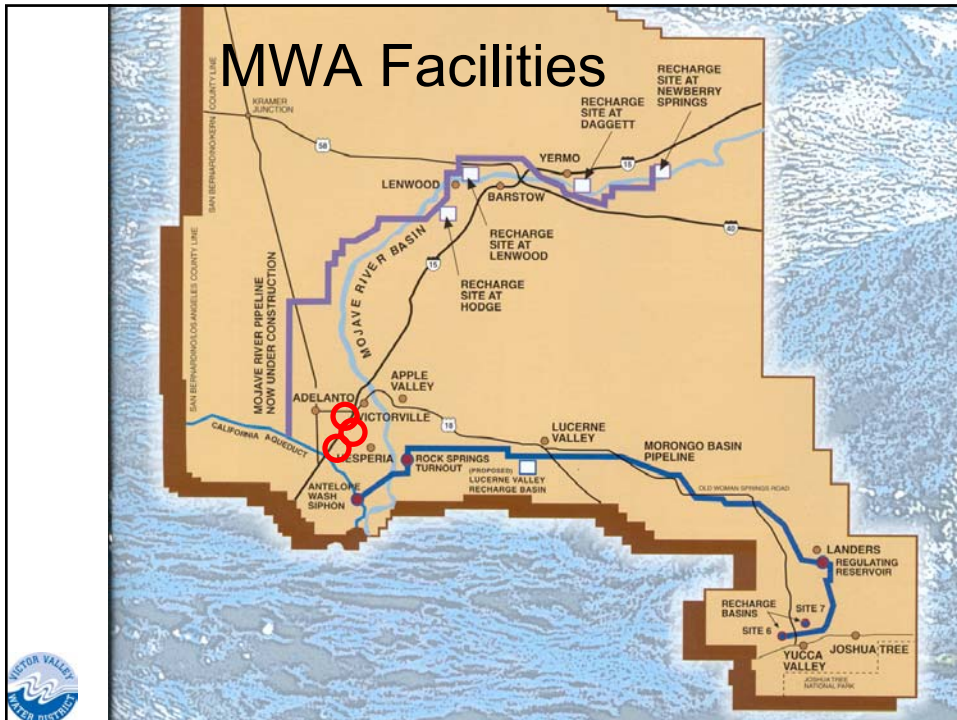 MWA Facilities
SAN BERNARDINO/KERN COUNTY LINE
KRAMER
JUNCTION
58
RECHARGE
SITE AT
NEWBERRY
SPRINGS
RECHARGE
SITE AT
DAGGETT
YERMO
15
LENWOOD
BARSTOW
40
RECHARGE
SITE AT
LENWOOD
RECHARGE
SITE AT
HODGE
15
MOJAVE RIVER BASIN
SAN BERNARDINO/LOS ANGELES COUNTY LINE
MOJAVE RIVER PIPELINE
NOW UNDER CONSTRUCTION
APPLE
VALLEY
ADELANTO
VICTORVILLE
18
CALIFORNIA AQUEDUCT
HESPERIA
LUCERNE
VALLEY
MORONGO BASIN
PIPELINE
ROCK SPRINGS
TURNOUT
(PROPOSED)
LUCERNE VALLEY
RECHARGE BASIN
OLD WOMAN SPRINGS ROAD
ANTELOPE
WASH
SIPHON
LANDERS
REGULATING
RESERVOIR
RECHARGE
BASINS
SITE 7
SITE 6
YUCCA
VALLEY
JOSHUA TREE
JOSHUA TREE
NATIONAL PARK
VICTOR VALLEY
WATER DISTRICT